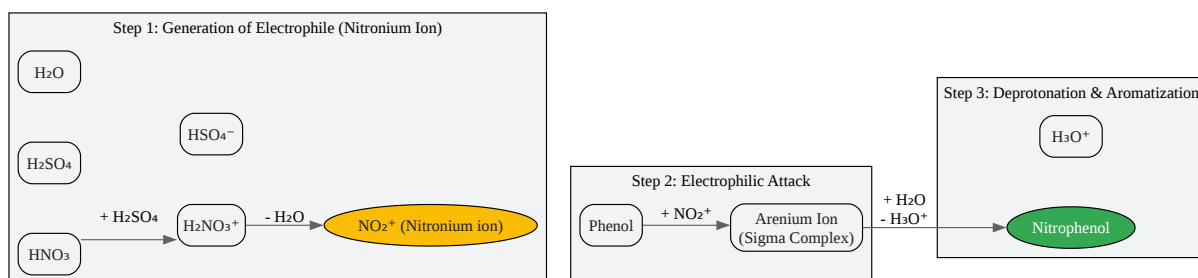 Step 1: Generation of Electrophile (Nitronium Ion)
H₂O
HSO₄⁻
H₂SO₄
HNO₃
+ H₂SO₄
H₂NO₃⁺
- H₂O
NO₂⁺ (Nitronium ion)
Step 2: Electrophilic Attack
Phenol
+ NO₂⁺
Arenium Ion
(Sigma Complex)
+ H₂O
- H₃O⁺
Step 3: Deprotonation & Aromatization
H₃O⁺
Nitrophenol